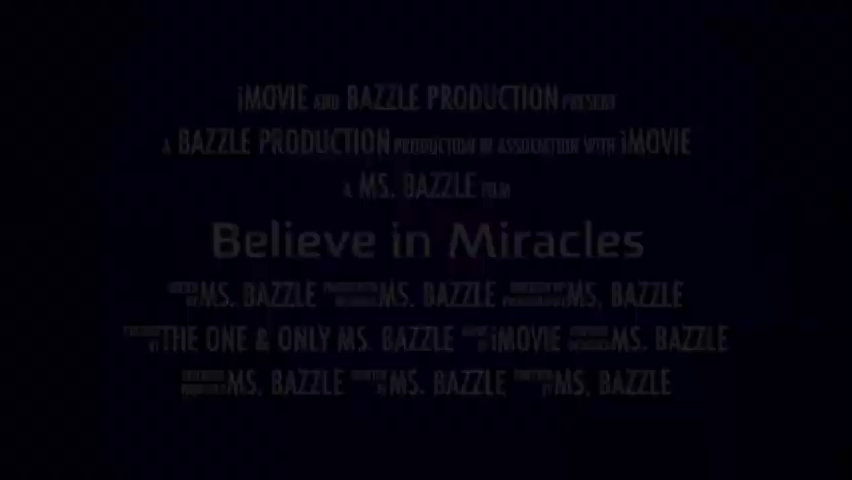 iMOVIE AND BAZZLE PRODUCTION PRESENT
A BAZZLE PRODUCTION PRODUCTION IN ASSOCIATION WITH iMOVIE
A MS. BAZZLE FILM
Believe in Miracles
MS. BAZZLE MS. BAZZLE MS. BAZZLE
THE ONE & ONLY MS. BAZZLE iMOVIE MS. BAZZLE
MS. BAZZLE MS. BAZZLE MS. BAZZLE